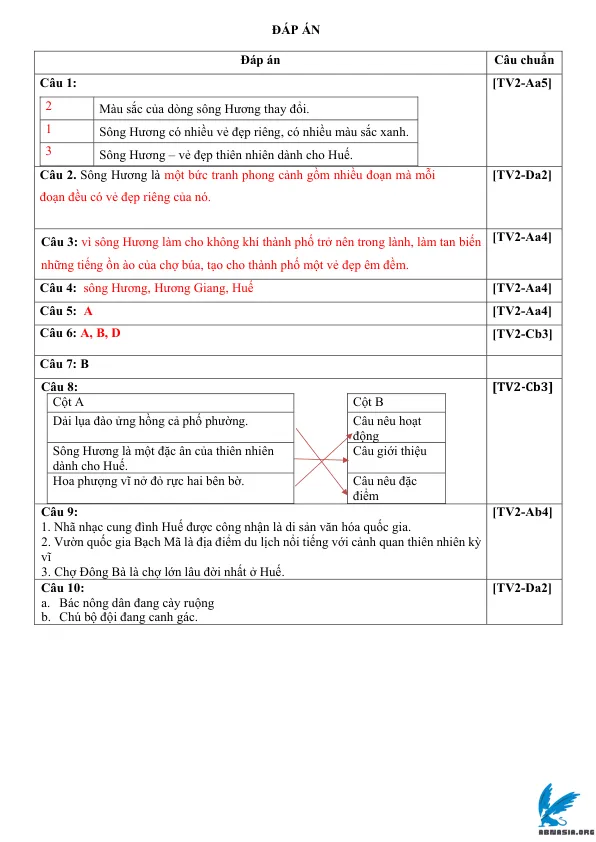 ĐÁP ÁN
Đáp án
Câu chuẩn
Câu 1:
[TV2-Aa5]
2
Màu sắc của dòng sông Hương thay đổi.
1
Sông Hương có nhiều vẻ đẹp riêng, có nhiều màu sắc xanh.
3
Sông Hương – vẻ đẹp thiên nhiên dành cho Huế.
Câu 2. Sông Hương là một bức tranh phong cảnh gồm nhiều đoạn mà mỗi
đoạn đều có vẻ đẹp riêng của nó.
[TV2-Da2]
Câu 3: vì sông Hương làm cho không khí thành phố trở nên trong lành, làm tan biến
những tiếng ồn ào của chợ búa, tạo cho thành phố một vẻ đẹp êm đềm.
[TV2-Aa4]
Câu 4: sông Hương, Hương Giang, Huế
[TV2-Aa4]
Câu 5: A
[TV2-Aa4]
Câu 6: A, B, D
[TV2-Cb3]
Câu 7: B
Câu 8:
[TV2-Cb3]
Cột A
Cột B
Dải lụa đào ửng hồng cả phố phường.
Câu nêu hoạt
động
Sông Hương là một đặc ân của thiên nhiên
dành cho Huế.
Câu giới thiệu
Hoa phượng vĩ nở đỏ rực hai bên bờ.
Câu nêu đặc
điểm
Câu 9:
[TV2-Ab4]
1. Nhã nhạc cung đình Huế được công nhận là di sản văn hóa quốc gia.
2. Vườn quốc gia Bạch Mã là địa điểm du lịch nổi tiếng với cảnh quan thiên nhiên kỳ
vĩ
3. Chợ Đông Bà là chợ lớn lâu đời nhất ở Huế.
Câu 10:
[TV2-Da2]
a. Bác nông dân đang cày ruộng
b. Chú bộ đội đang canh gác.
ABNASIA.ORG